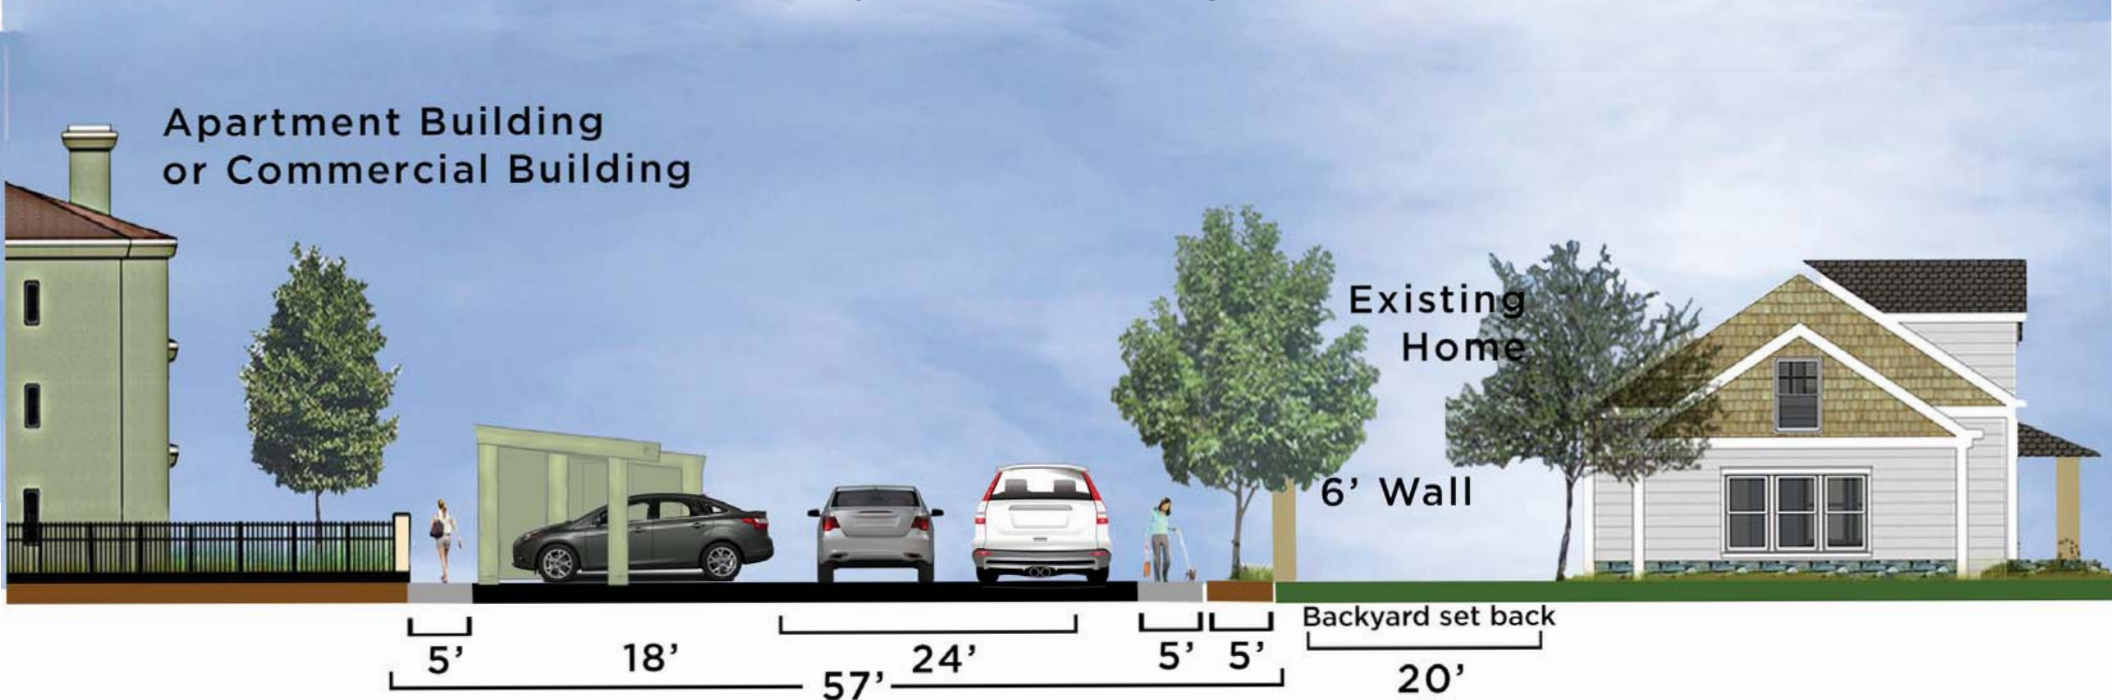 Apartment Building
or Commercial Building
Existing
Home
6’ Wall
Backyard set back
5’
18’
24’
5’
5’
57’
20’